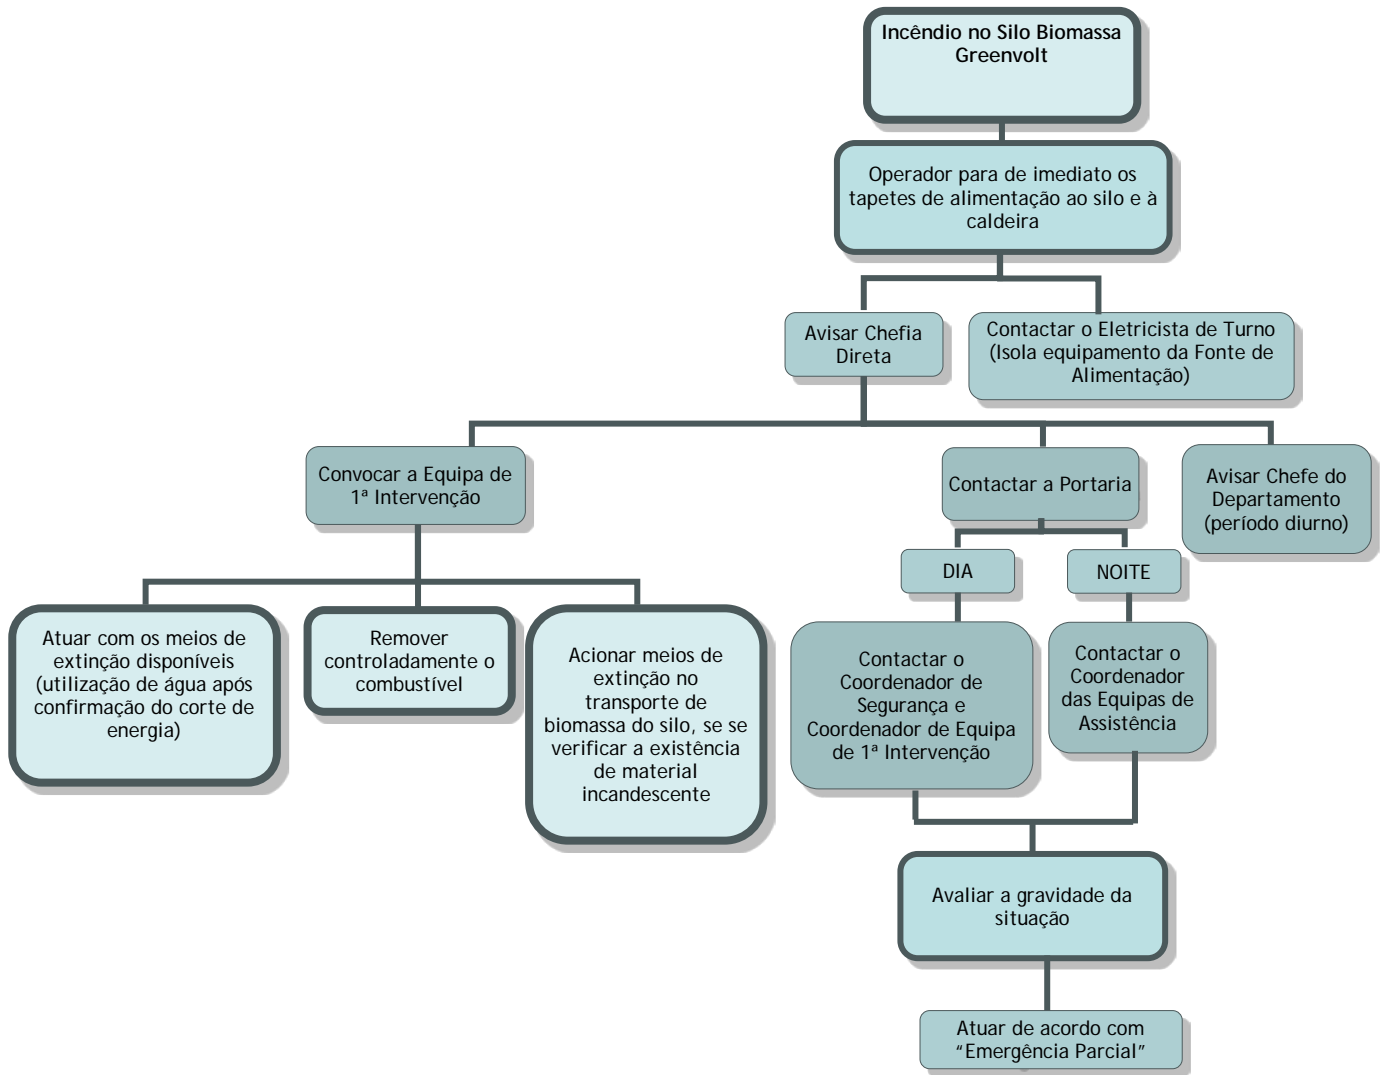 Incêndio no Silo Biomassa
Greenvolt
Operador para de imediato os
tapetes de alimentação ao silo e à
caldeira
Avisar Chefia
Direta
Contactar o Eletricista de Turno
(Isola equipamento da Fonte de
Alimentação)
Convocar a Equipa de
1ª Intervenção
Contactar a Portaria
Avisar Chefe do
Departamento
(período diurno)
DIA
NOITE
Atuar com os meios de
extinção disponíveis
(utilização de água após
confirmação do corte de
energia)
Remover
controladamente o
combustível
Acionar meios de
extinção no
transporte de
biomassa do silo, se se
verificar a existência
de material
incandescente
Contactar o
Coordenador de
Segurança e
Coordenador de Equipa
de 1ª Intervenção
Contactar o
Coordenador
das Equipas de
Assistência
Avaliar a gravidade da
situação
Atuar de acordo com
“Emergência Parcial”